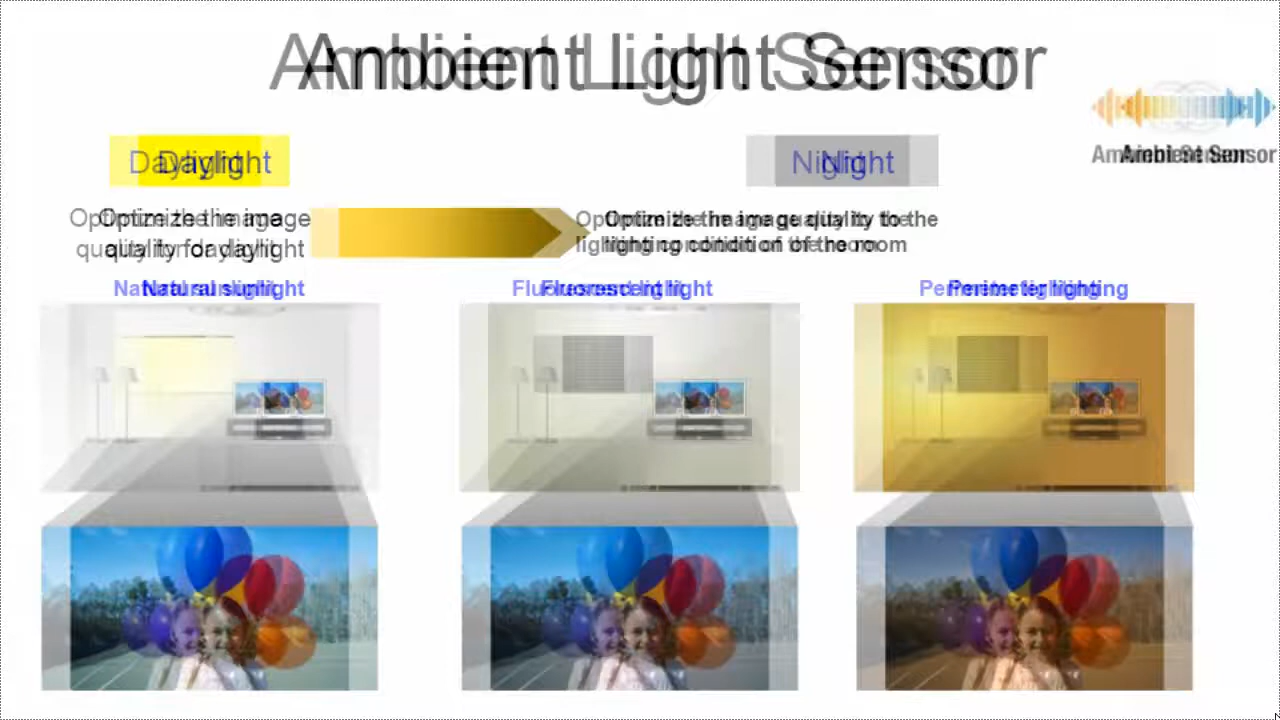 Ambient Light Sensor
Ambient Sensor
Daylight
Night
Optimize the image
quality for daylight
Optimize the image quality to the
lighting condition of the room
Natural sunlight
Fluorescent light
Perimeter lighting